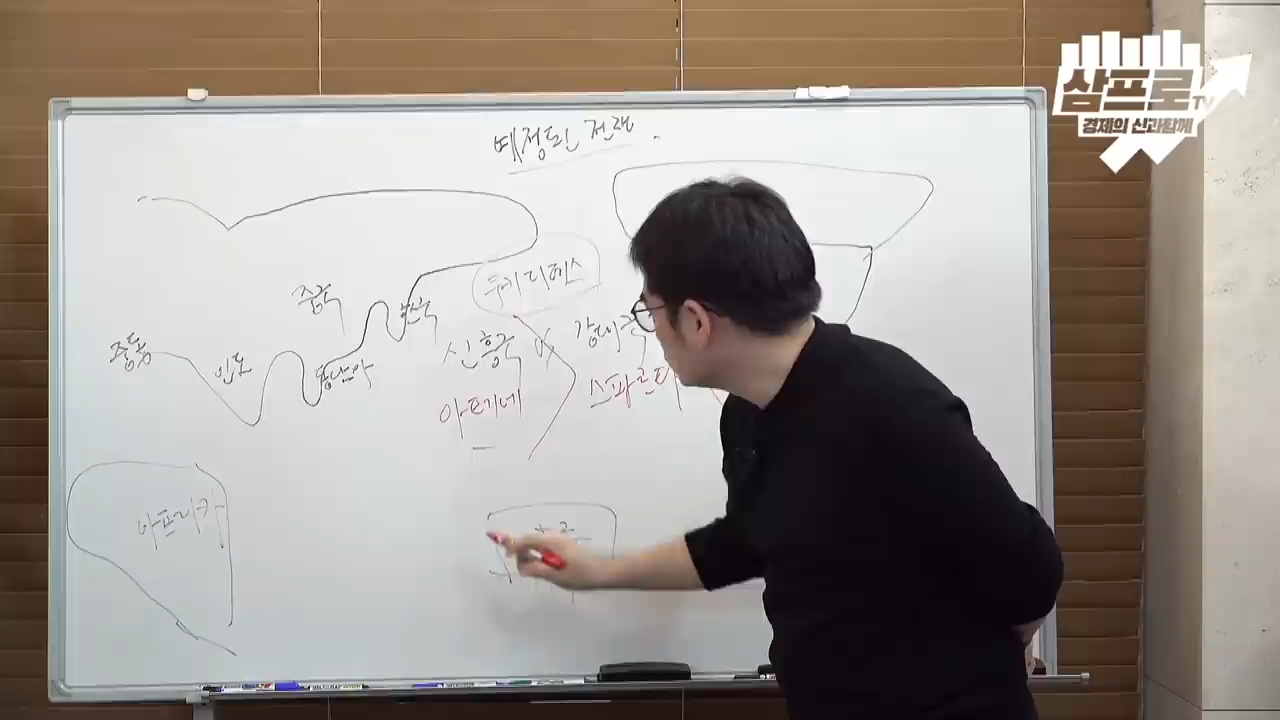 삼프로TV
경제의 신과함께
예정된 전쟁
투키디데스
중국
한국
신흥국
강대국
중동
인도
동남아
아테네
스파르타
아프리카